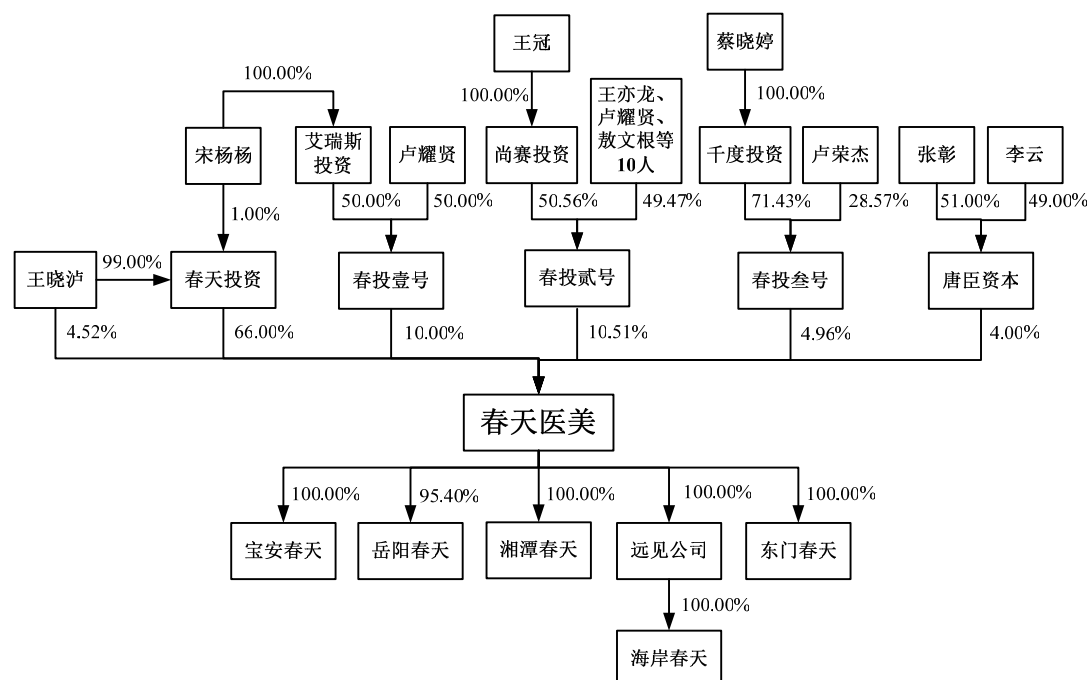 王冠
蔡晓婷
100.00%
100.00%
王亦龙、
卢耀贤、
敖文根等
10人
100.00%
宋杨杨
艾瑞斯
投资
卢耀贤
尚赛投资
千度投资
卢荣杰
张彰
李云
1.00%
50.00%
50.00%
50.56%
49.47%
71.43%
28.57%
51.00%
49.00%
王晓泸
99.00%
春天投资
春投壹号
春投贰号
春投叁号
唐臣资本
4.52%
66.00%
10.00%
10.51%
4.96%
4.00%
春天医美
100.00%
95.40%
100.00%
100.00%
100.00%
宝安春天
岳阳春天
湘潭春天
远见公司
东门春天
100.00%
海岸春天